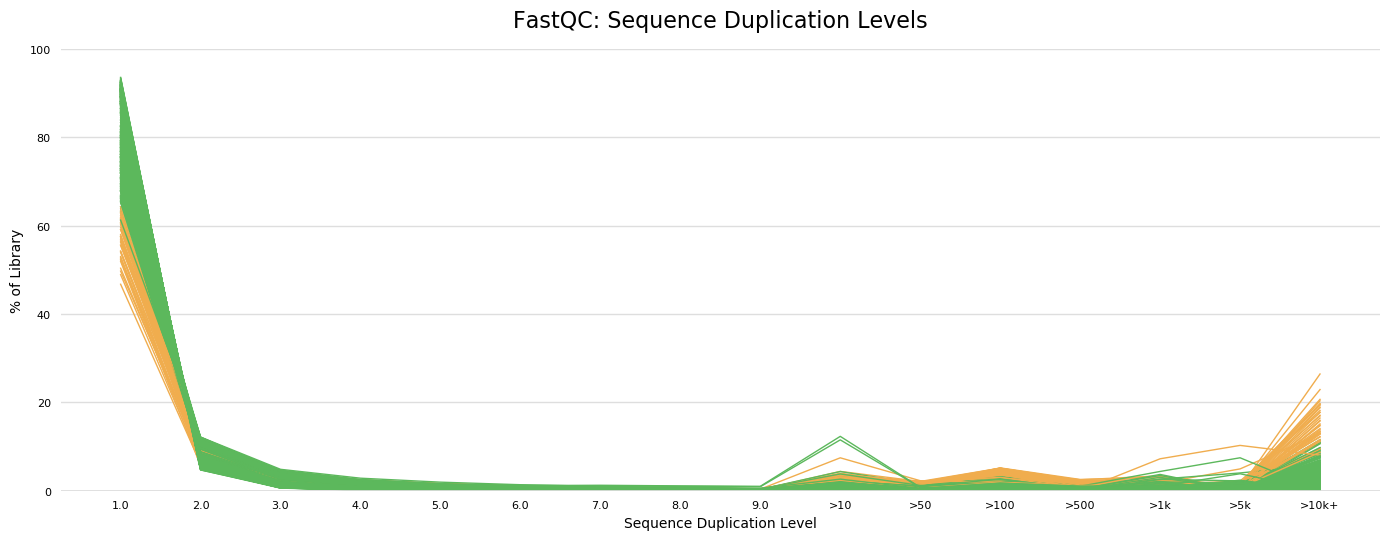 FastQC: Sequence Duplication Levels
100
80
60
40
20
0
% of Library
1.0 2.0 3.0 4.0 5.0 6.0 7.0 8.0 9.0 >10 >50 >100 >500 >1k >5k >10k+
Sequence Duplication Level